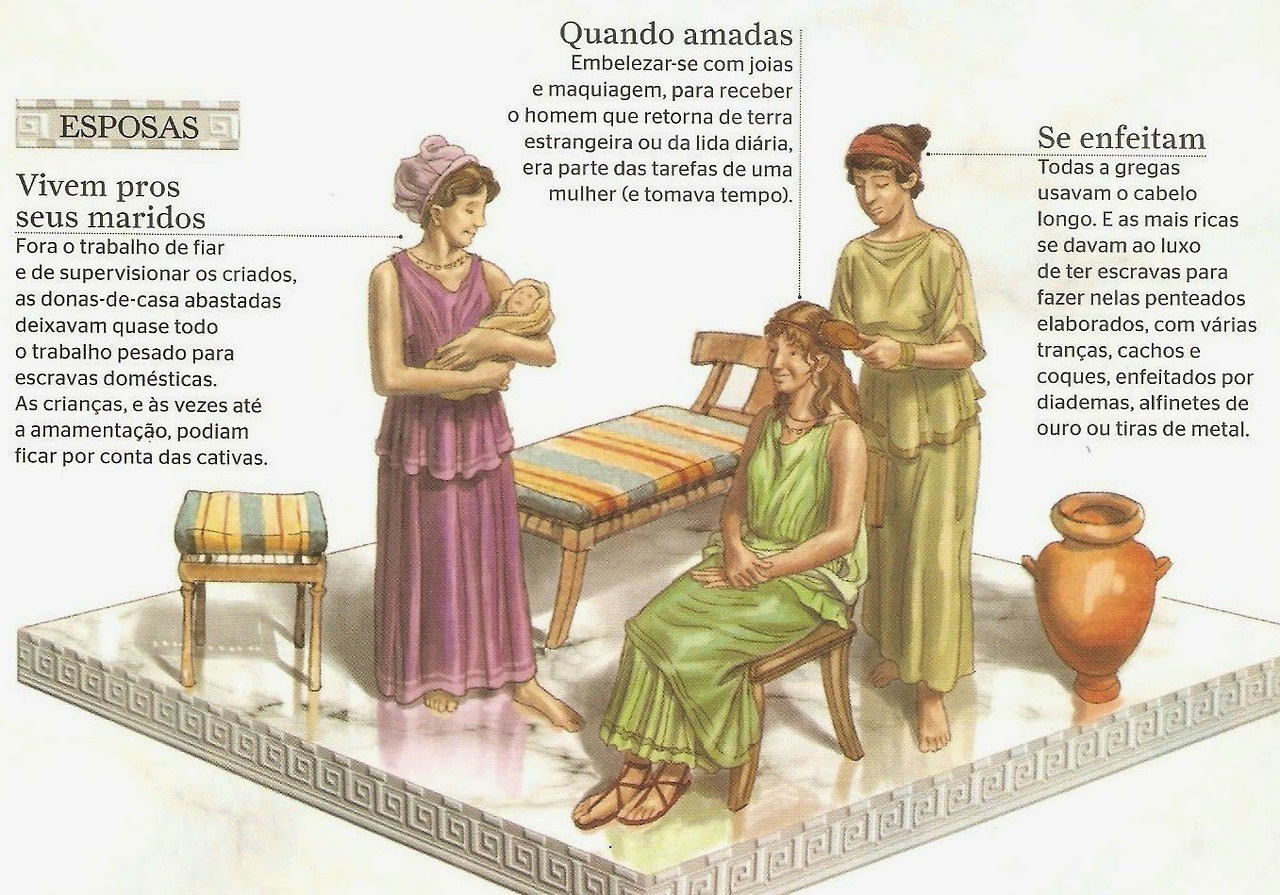 ESPOSAS
Vivem pros
seus maridos
Fora o trabalho de fiar
e de supervisionar os criados,
as donas-de-casa abastadas
deixavam quase todo
o trabalho pesado para
escravas domésticas.
As crianças, e às vezes até
a amamentação, podiam
ficar por conta das cativas.
Quando amadas
Embelezar-se com joias
e maquiagem, para receber
o homem que retorna de terra
estrangeira ou da lida diária,
era parte das tarefas de uma
mulher (e tomava tempo).
Se enfeitam
Todas a gregas
usavam o cabelo
longo. E as mais ricas
se davam ao luxo
de ter escravas para
fazer nelas penteados
elaborados, com várias
tranças, cachos e
coques, enfeitados por
diademas, alfinetes de
ouro ou tiras de metal.